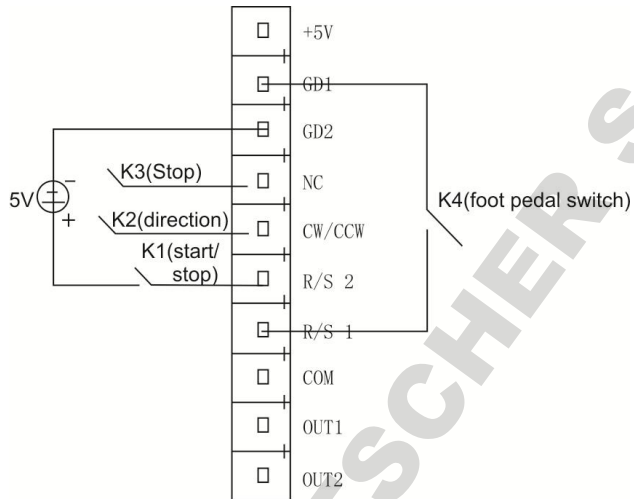 +5V
GD1
GD2
K3(Stop)
NC
5V
K4(foot pedal switch)
K2(direction)
CW/CCW
K1(start/
stop)
R/S 2
R/S 1
COM
OUT1
OUT2
SCHER S